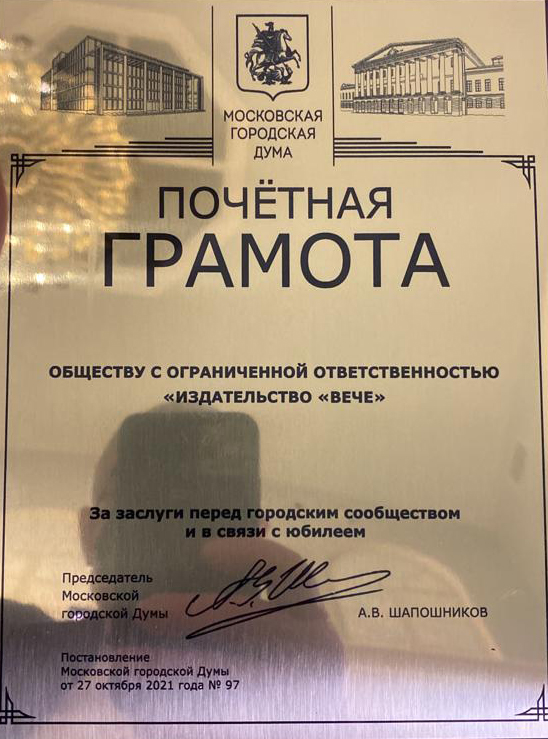 МОСКОВСКАЯ
ГОРОДСКАЯ
ДУМА
ПОЧЁТНАЯ
ГРАМОТА
ОБЩЕСТВУ С ОГРАНИЧЕННОЙ ОТВЕТСТВЕННОСТЬЮ
«ИЗДАТЕЛЬСТВО «ВЕЧЕ»
За заслуги перед городским сообществом
и в связи с юбилеем
Председатель
Московской
городской Думы
А.В. ШАПОШНИКОВ
Постановление
Московской городской Думы
от 27 октября 2021 года № 97